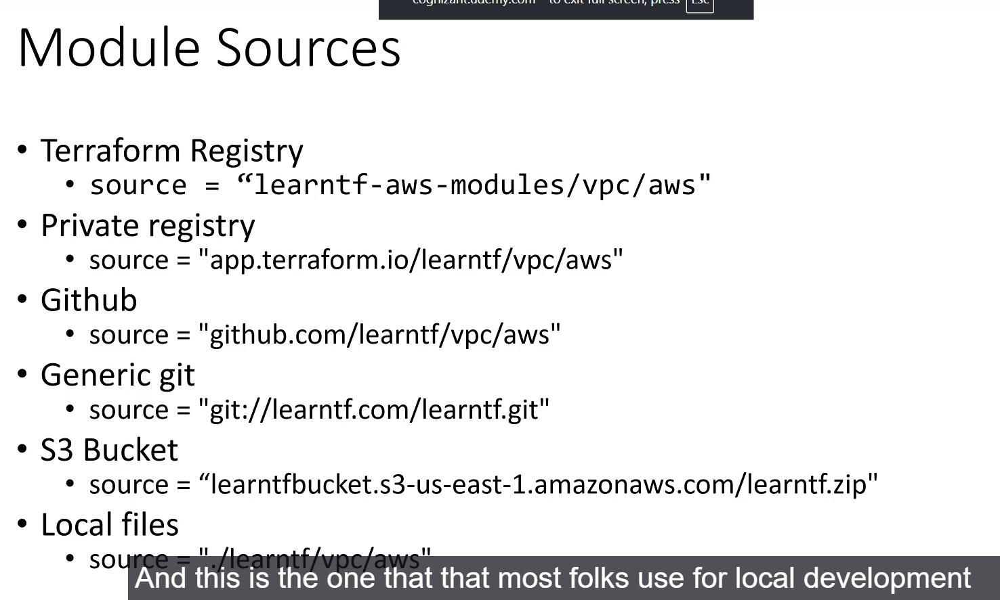 cognizant.udemy.com to exit full screen, press Esc
Module Sources
• Terraform Registry
• source = “learntf-aws-modules/vpc/aws"
• Private registry
• source = "app.terraform.io/learntf/vpc/aws"
• Github
• source = "github.com/learntf/vpc/aws"
• Generic git
• source = "git://learntf.com/learntf.git"
• S3 Bucket
• source = “learntfbucket.s3-us-east-1.amazonaws.com/learntf.zip"
• Local files
• source = "./learntf/vpc/aws"
And this is the one that that most folks use for local development